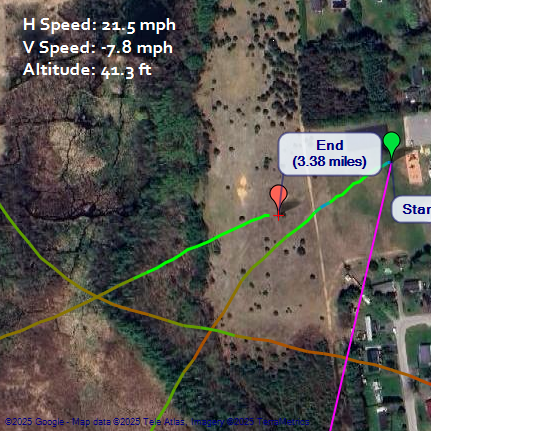 H Speed: 21.5 mph
V Speed: -7.8 mph
Altitude: 41.3 ft
End
(3.38 miles)
Star
©2025 Google - Map data ©2025 Tele Atlas, Imagery ©2025 TerraMetrics